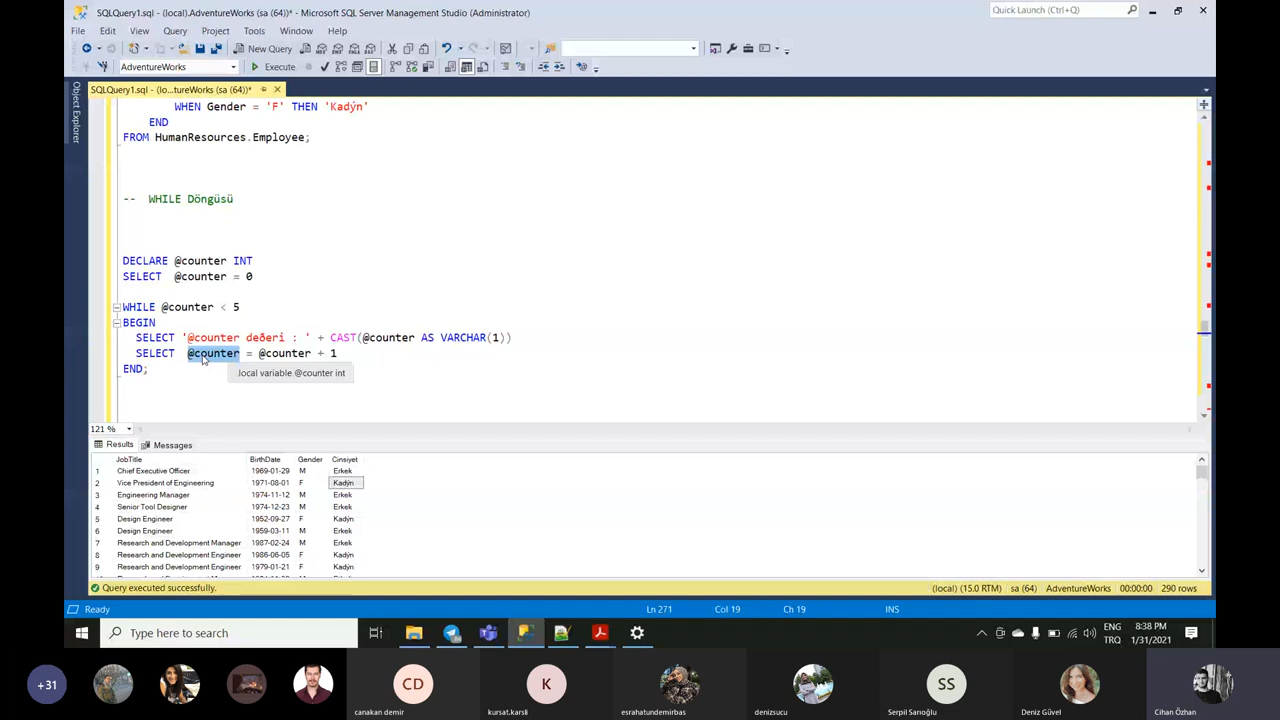 SQLQuery1.sql - (local).AdventureWorks (sa (64))* - Microsoft SQL Server Management Studio (Administrator)
Quick Launch (Ctrl+Q)
File Edit View Query Project Tools Window Help
New Query
AdventureWorks
Execute
SQLQuery1.sql - (lo...tureWorks (sa (64))*
Object Explorer
WHEN Gender = 'F' THEN 'Kadýn'
END
FROM HumanResources.Employee;
-- WHILE Döngüsü
DECLARE @counter INT
SELECT @counter = 0
WHILE @counter < 5
BEGIN
SELECT '@counter deðeri : ' + CAST(@counter AS VARCHAR(1))
SELECT @counter = @counter + 1
END;
local variable @counter int
121 %
Results Messages
JobTitle BirthDate Gender Cinsiyet
1 Chief Executive Officer 1969-01-29 M Erkek
2 Vice President of Engineering 1971-08-01 F Kadýn
3 Engineering Manager 1974-11-12 M Erkek
4 Senior Tool Designer 1974-12-23 M Erkek
5 Design Engineer 1952-09-27 F Kadýn
6 Design Engineer 1959-03-11 M Erkek
7 Research and Development Manager 1987-02-24 M Erkek
8 Research and Development Engineer 1986-06-05 F Kadýn
9 Research and Development Engineer 1979-01-21 F Kadýn
Query executed successfully.
(local) (15.0 RTM) sa (64) AdventureWorks 00:00:00 290 rows
Ready
Ln 271 Col 19 Ch 19 INS
Type here to search
ENG 8:38 PM
TRQ 1/31/2021
+31
CD
K
SS
canakan demir
kursat.karsli
esrahatundemirbas
denizsucu
Serpil Sarıoğlu
Deniz Güvel
Cihan Özhan